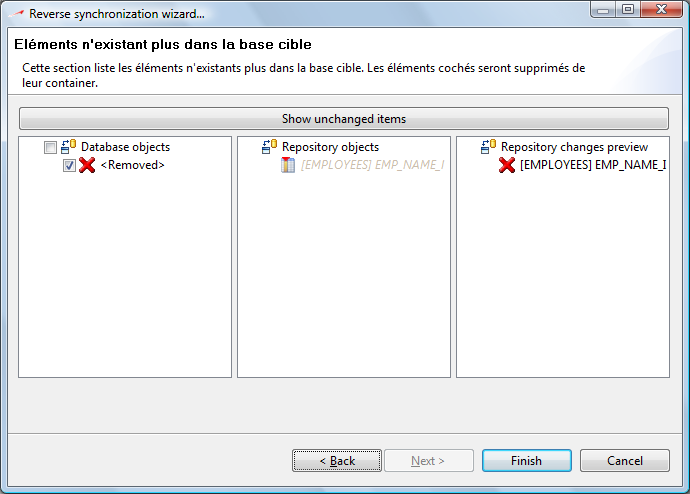 Reverse synchronization wizard...
Eléments n'existant plus dans la base cible
Cette section liste les éléments n'existants plus dans la base cible. Les éléments cochés seront supprimés de
leur container.
Show unchanged items
Database objects
<Removed>
Repository objects
[EMPLOYEES] EMP_NAME_I
Repository changes preview
[EMPLOYEES] EMP_NAME_I
< Back
Next >
Finish
Cancel